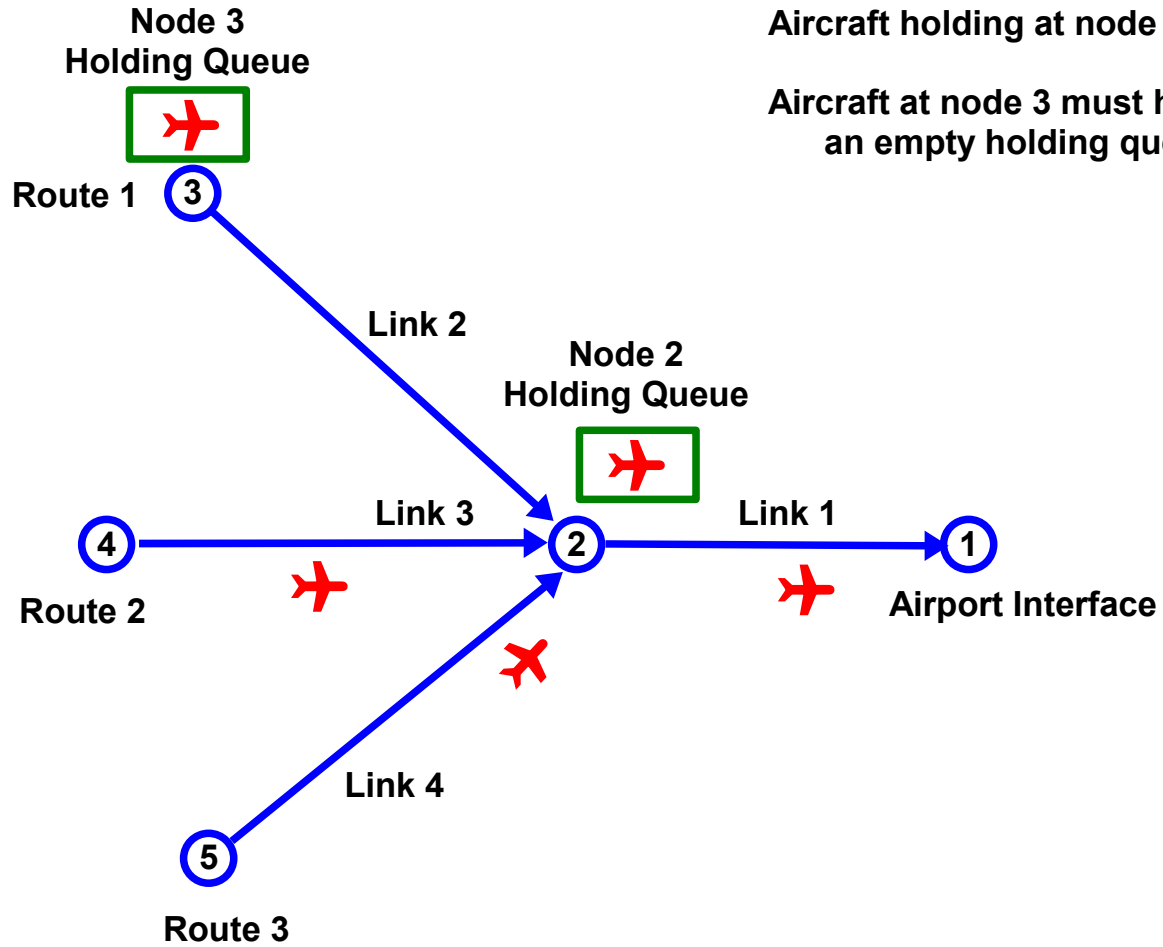 Node 3
Holding Queue
Aircraft holding at node
Aircraft at node 3 must
an empty holding
Route 1
3
Link 2
Node 2
Holding Queue
Link 3
Link 1
4
2
1
Route 2
Airport Interface
Link 4
5
Route 3